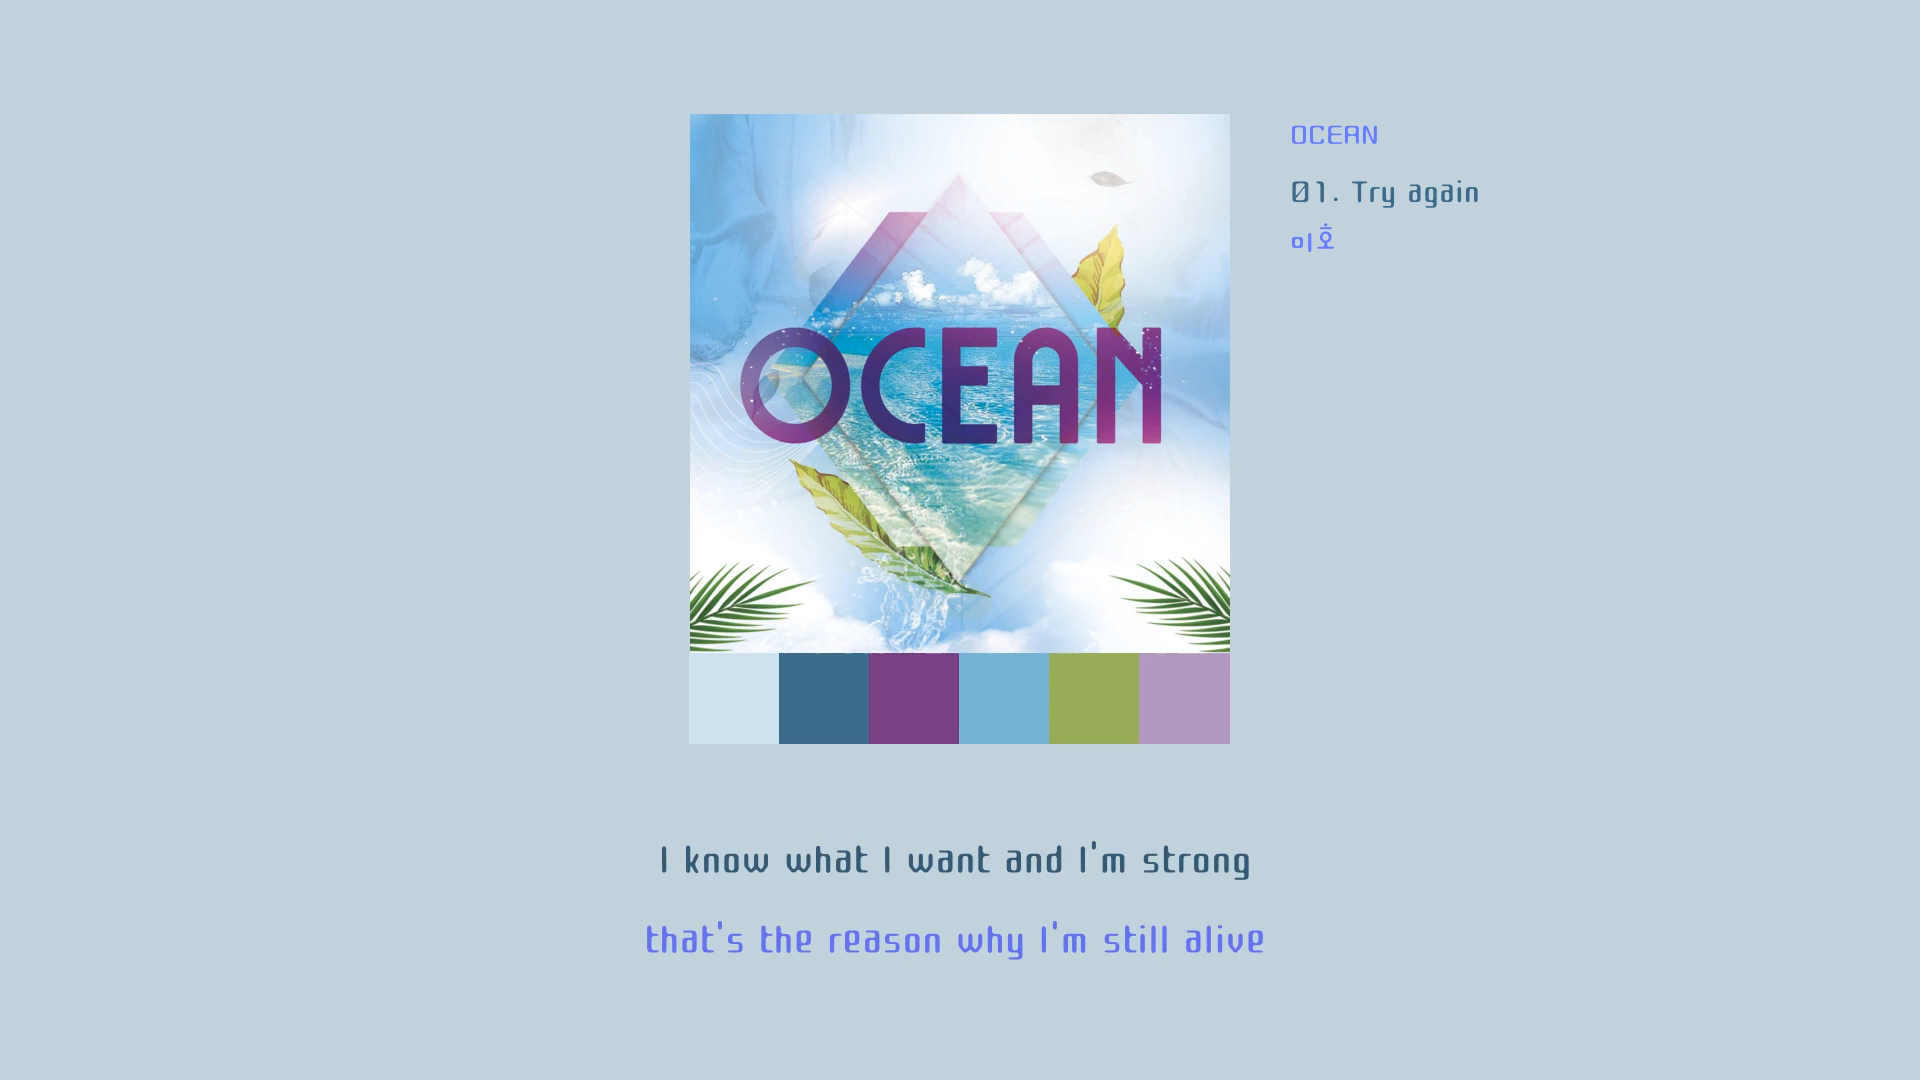 OCEAN
OCEAN
01. Try again
이호
I know what I want and I'm strong
that's the reason why I'm still alive